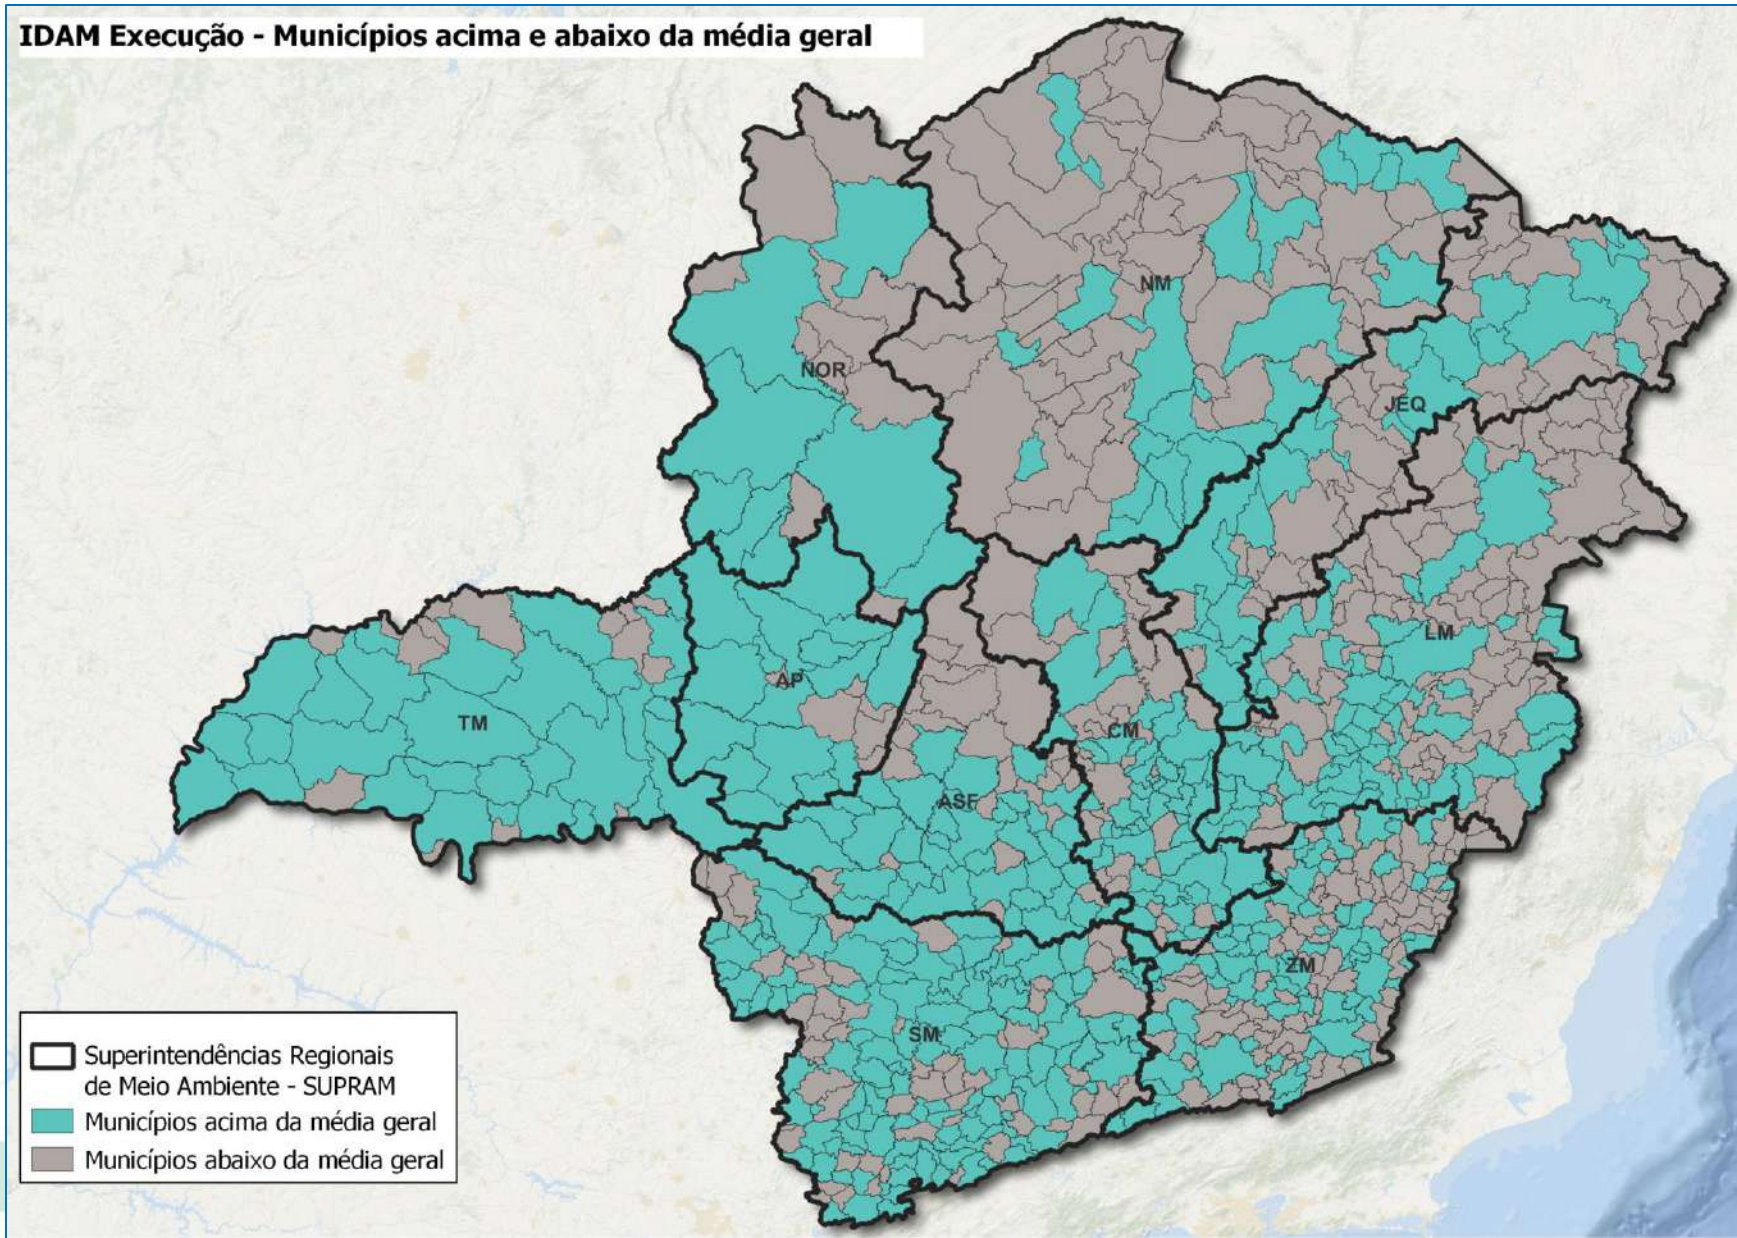 IDAM Execução - Municípios acima e abaixo da média geral
NM
NOR
JEQ
LM
AP
TM
CM
ASF
ZM
SM
Superintendências Regionais
de Meio Ambiente - SUPRAM
Municípios acima da média geral
Municípios abaixo da média geral